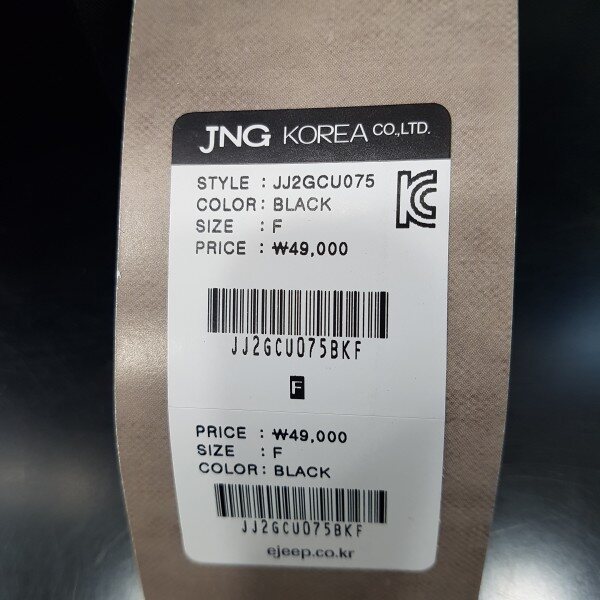 JNG KOREA CO.,LTD.
STYLE : JJ2GCU075
COLOR: BLACK
SIZE : F
PRICE : ₩49,000
KC
JJ2GCU075BKF
F
PRICE : ₩49,000
SIZE : F
COLOR: BLACK
JJ2GCU075BKF
ejeep.co.kr